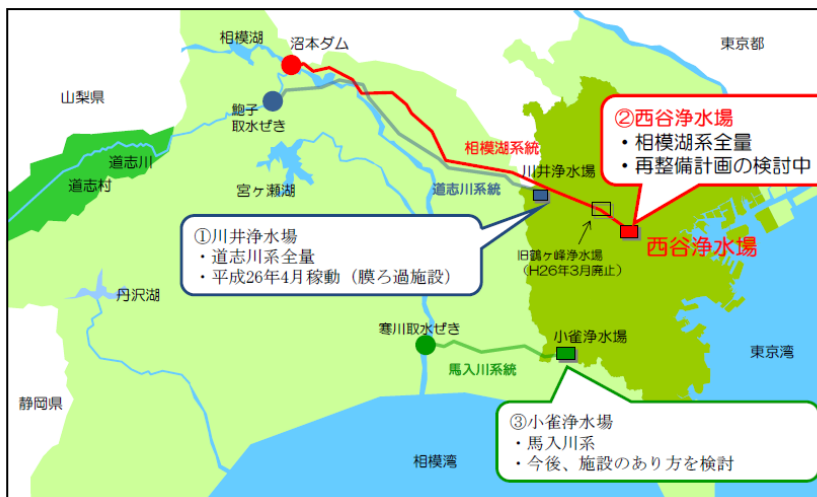 沼本ダム
相模湖
東京都
山梨県
鮑子
取水ぜき
②西谷浄水場
・相模湖系全量
・再整備計画の検討中
相模湖系統
川井浄水場
道志川
道志村
宮ヶ瀬湖
道志川系統
西谷浄水場
①川井浄水場
・道志川系全量
・平成26年4月稼動（膜ろ過施設）
旧鶴ヶ峰浄水場
（H26年3月廃止）
丹沢湖
寒川取水ぜき
小雀浄水場
東京湾
馬入川系統
静岡県
③小雀浄水場
・馬入川系
・今後、施設のあり方を検討
相模湾